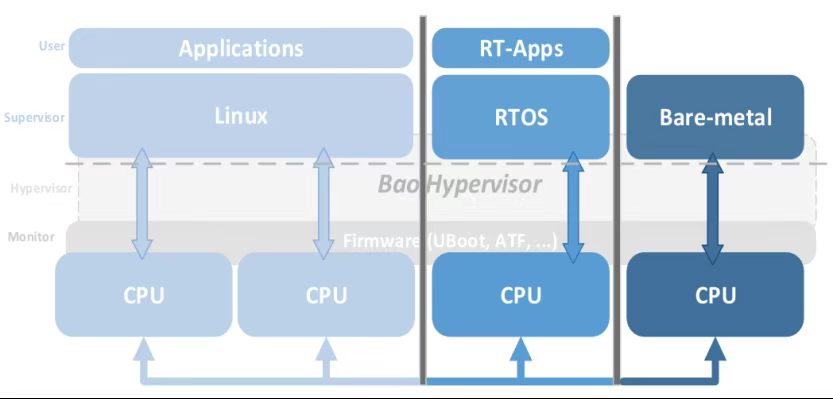 User
Applications
RT-Apps
Supervisor
Linux
RTOS
Bare-metal
Hypervisor
Bao Hypervisor
Monitor
Firmware (UBoot, ATF, ...)
CPU
CPU
CPU
CPU